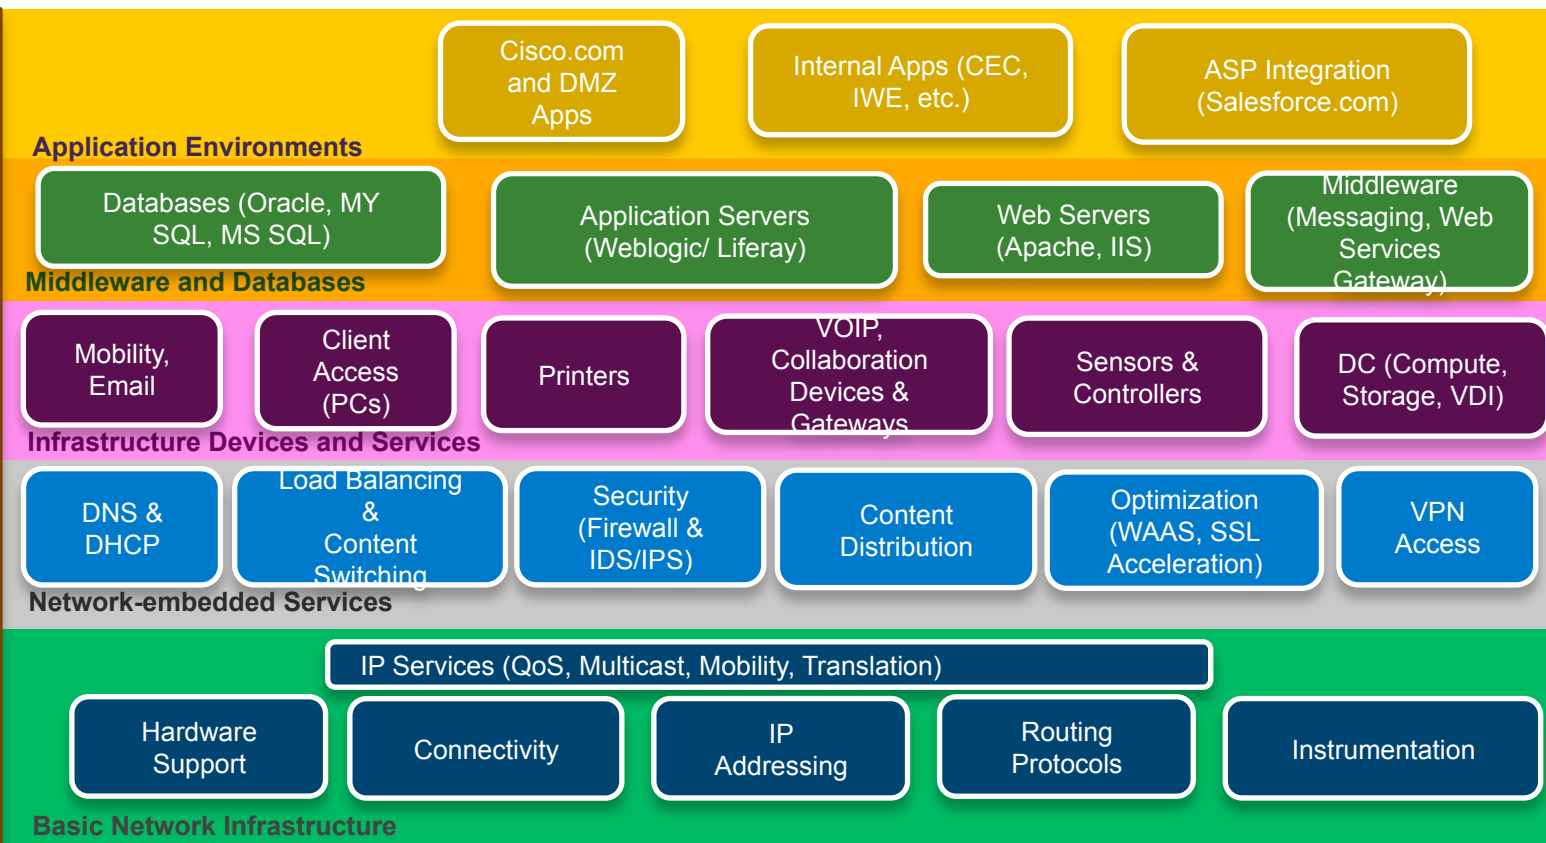 Cisco.com
and DMZ
Apps
Internal Apps (CEC,
IWE, etc.)
ASP Integration
(Salesforce.com)
Application Environments
Databases (Oracle, MY
SQL, MS SQL)
Application Servers
(Weblogic/ Liferay)
Web Servers
(Apache, IIS)
Middleware
(Messaging, Web
Services
Gateway)
Middleware and Databases
Mobility,
Email
Client
Access
(PCs)
Printers
VOIP,
Collaboration
Devices &
Gateways
Sensors &
Controllers
DC (Compute,
Storage, VDI)
Infrastructure Devices and Services
DNS &
DHCP
Load Balancing
&
Content
Switching
Security
(Firewall &
IDS/IPS)
Content
Distribution
Optimization
(WAAS, SSL
Acceleration)
VPN
Access
Network-embedded Services
IP Services (QoS, Multicast, Mobility, Translation)
Hardware
Support
Connectivity
IP
Addressing
Routing
Protocols
Instrumentation
Basic Network Infrastructure